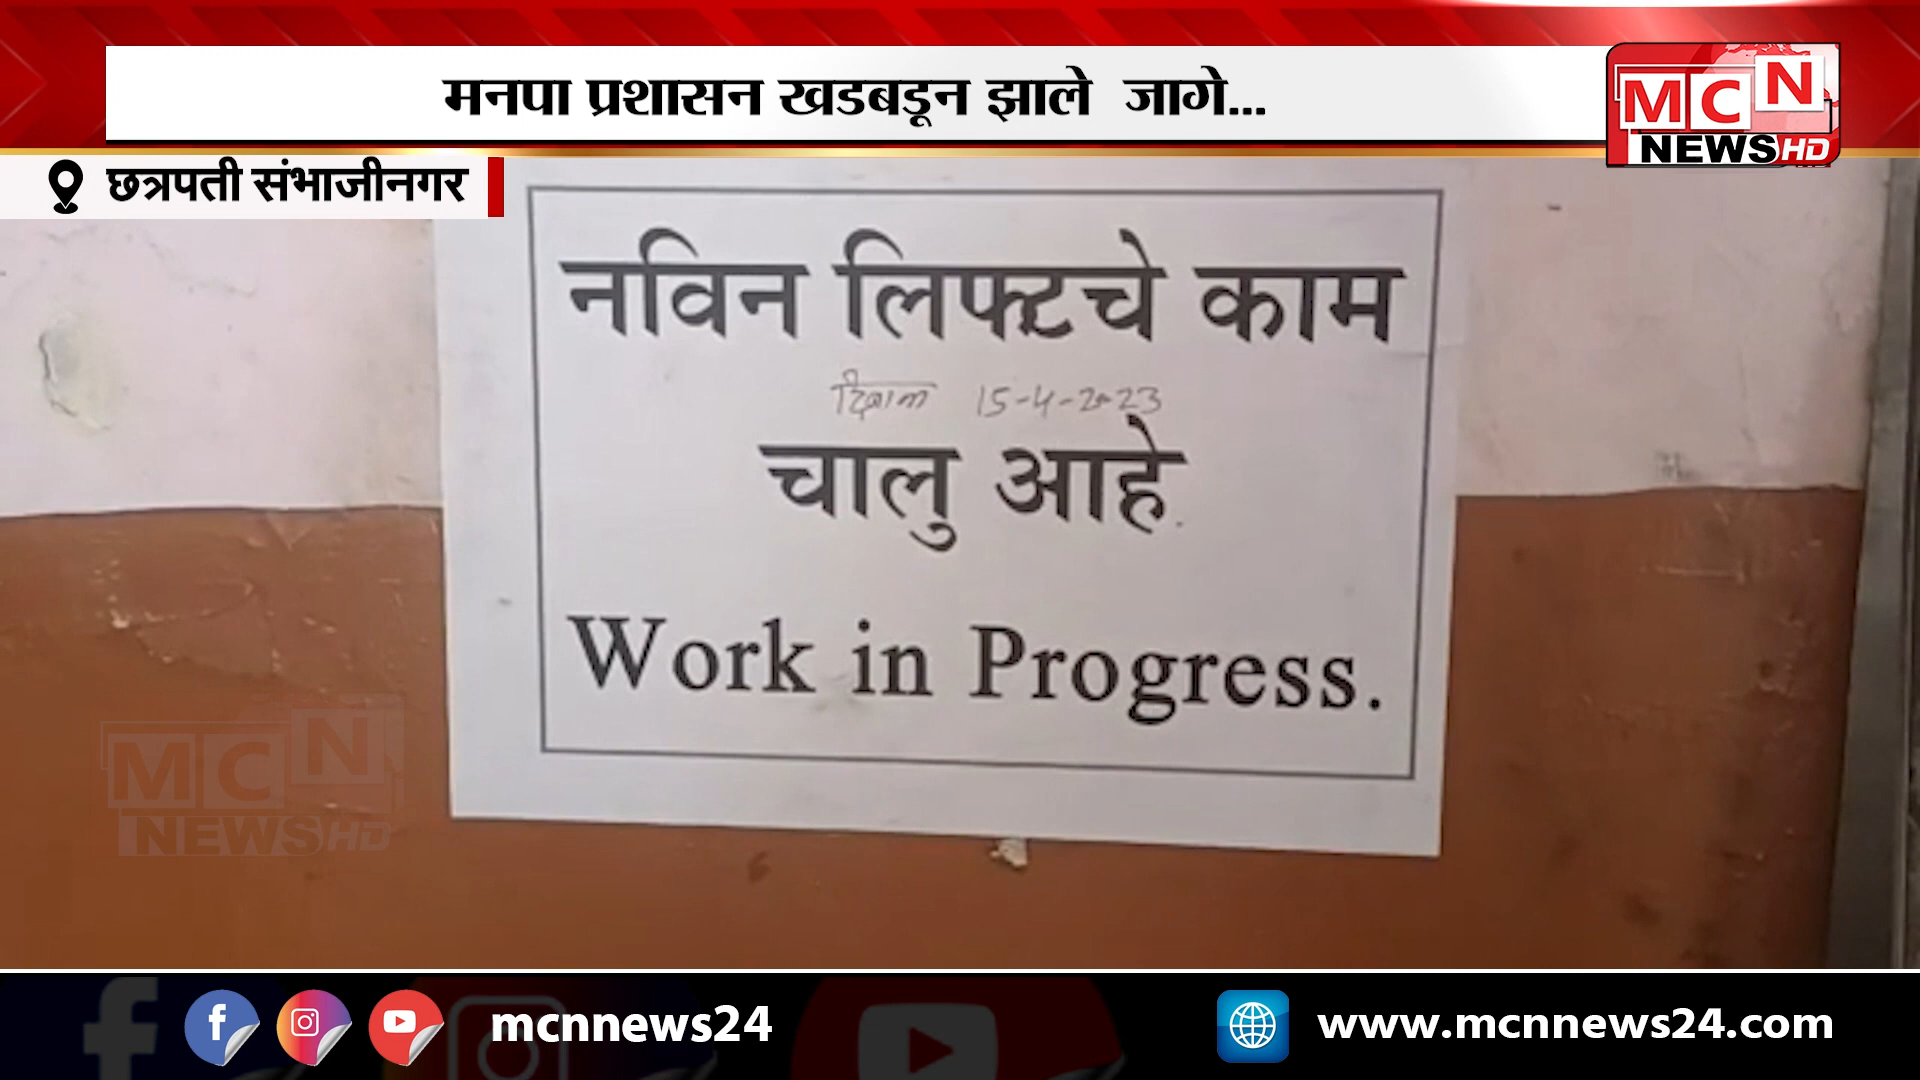 मनपा प्रशासन खडबडून झाले जागे...
MCN
NEWS HD
छत्रपती संभाजीनगर
नविन लिफ्टचे काम
15-4-2023
चालु आहे.
Work in Progress.
MCN
NEWS HD
mcnnews24
www.mcnnews24.com